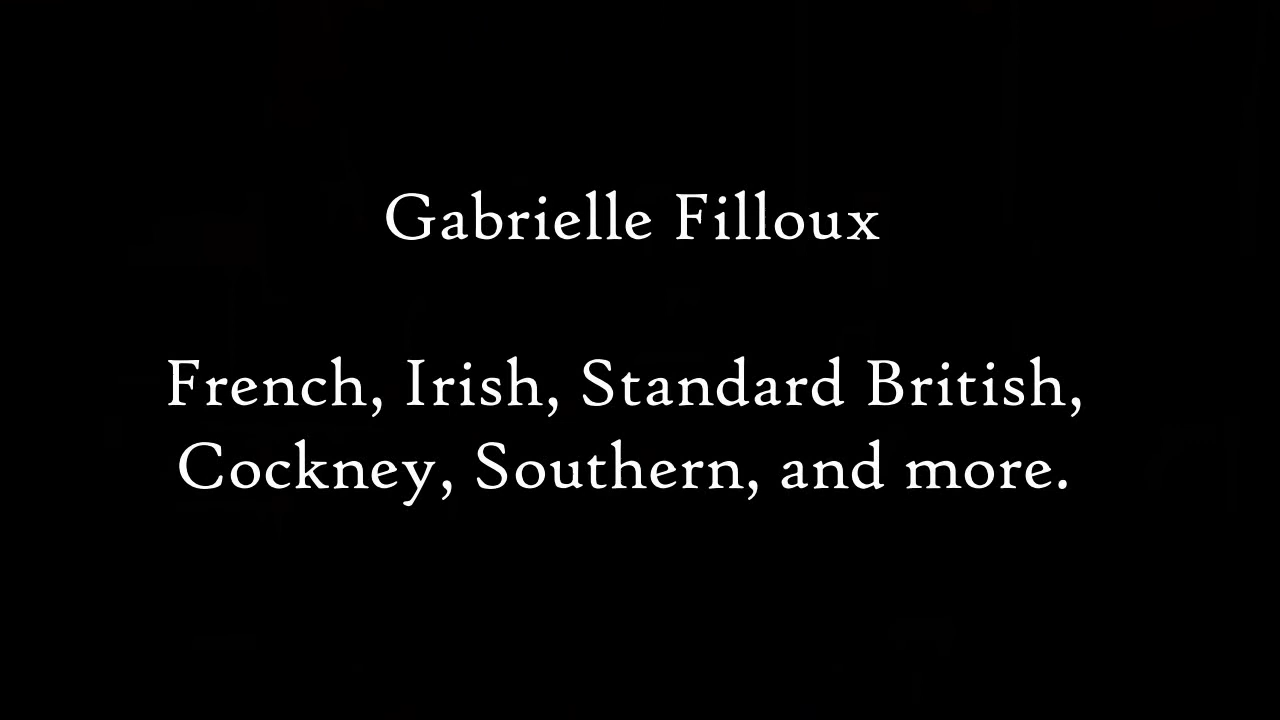 Gabrielle Filloux
French, Irish, Standard British,
Cockney, Southern, and more.